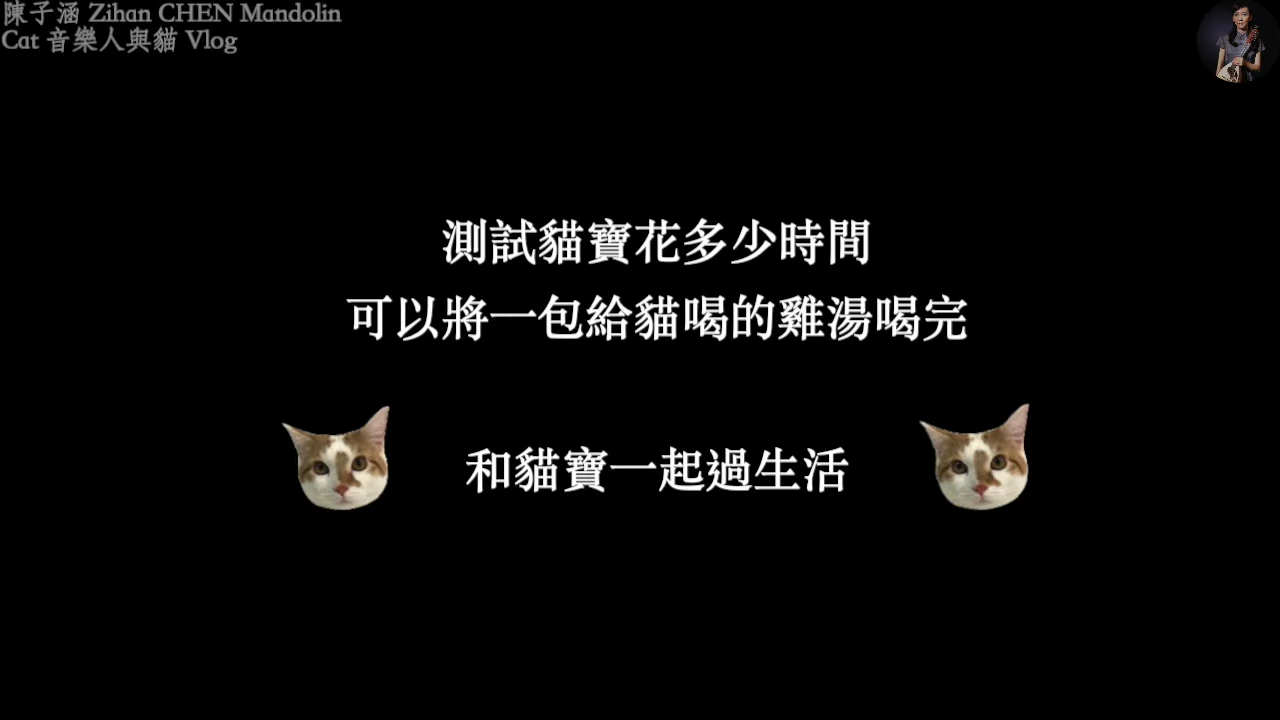 陳子涵 Zihan CHEN Mandolin
Cat 音樂人與貓 Vlog
測試貓寶花多少時間
可以將一包給貓喝的雞湯喝完
和貓寶一起過生活